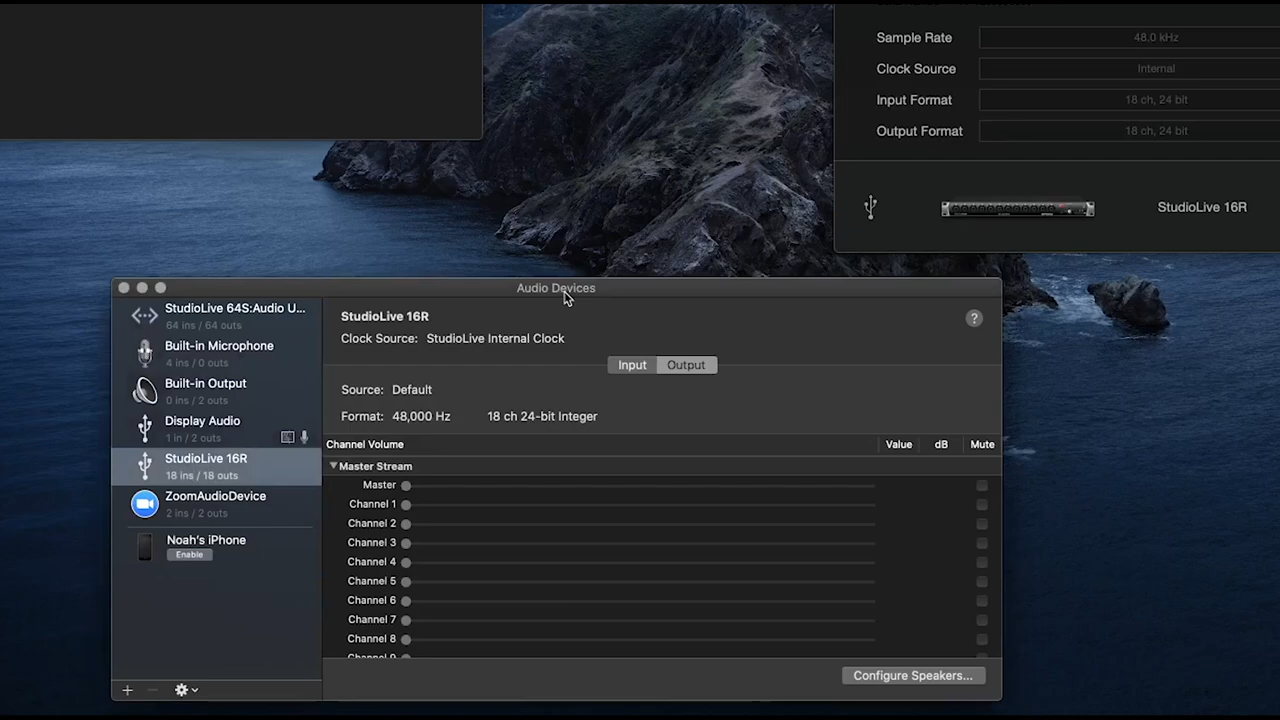 Sample Rate 48.0 kHz
Clock Source Internal
Input Format 18 ch, 24 bit
Output Format 18 ch, 24 bit
StudioLive 16R
Audio Devices
StudioLive 64S:Audio U...
64 ins / 64 outs
Built-in Microphone
4 ins / 0 outs
Built-in Output
0 ins / 2 outs
Display Audio
1 in / 2 outs
StudioLive 16R
18 ins / 18 outs
ZoomAudioDevice
2 ins / 2 outs
Noah's iPhone
Enable
StudioLive 16R
?
Clock Source: StudioLive Internal Clock
Input Output
Source: Default
Format: 48,000 Hz 18 ch 24-bit Integer
Channel Volume Value dB Mute
Master Stream
Master
Channel 1
Channel 2
Channel 3
Channel 4
Channel 5
Channel 6
Channel 7
Channel 8
Configure Speakers...